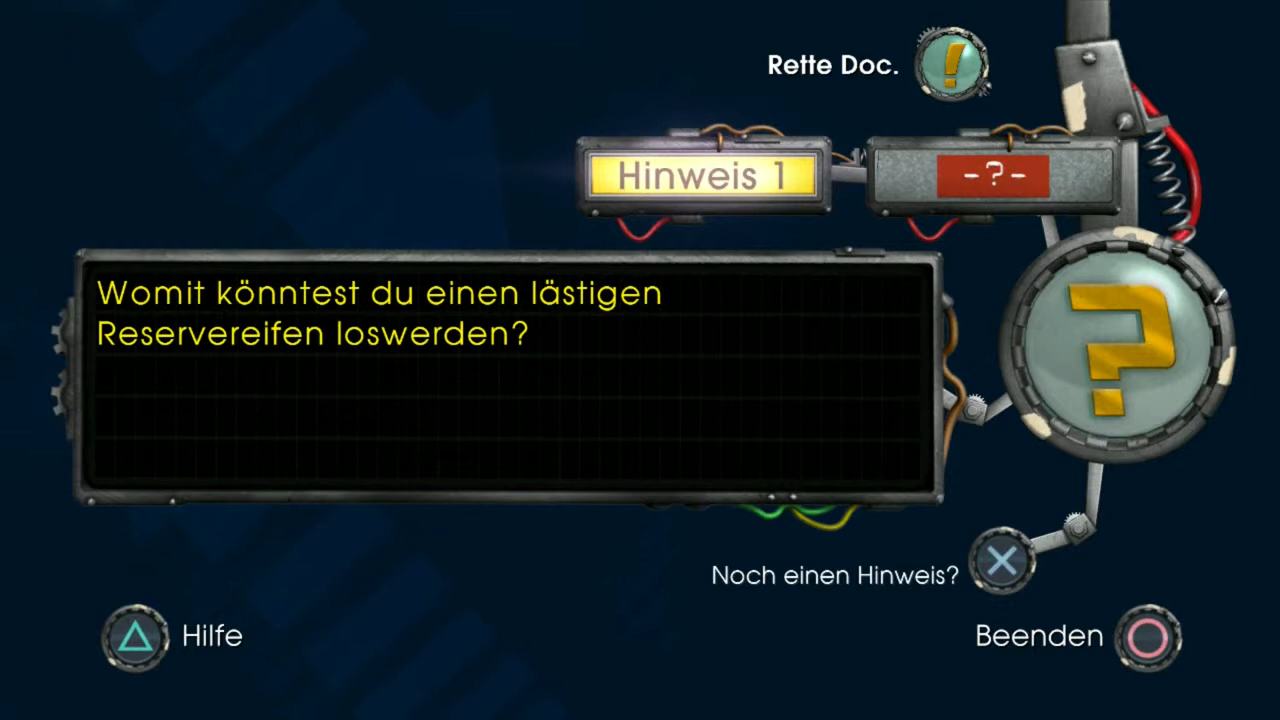 Rette Doc.
Hinweis 1
-?-
Womit könntest du einen lästigen
Reservereifen loswerden?
Noch einen Hinweis?
Hilfe
Beenden